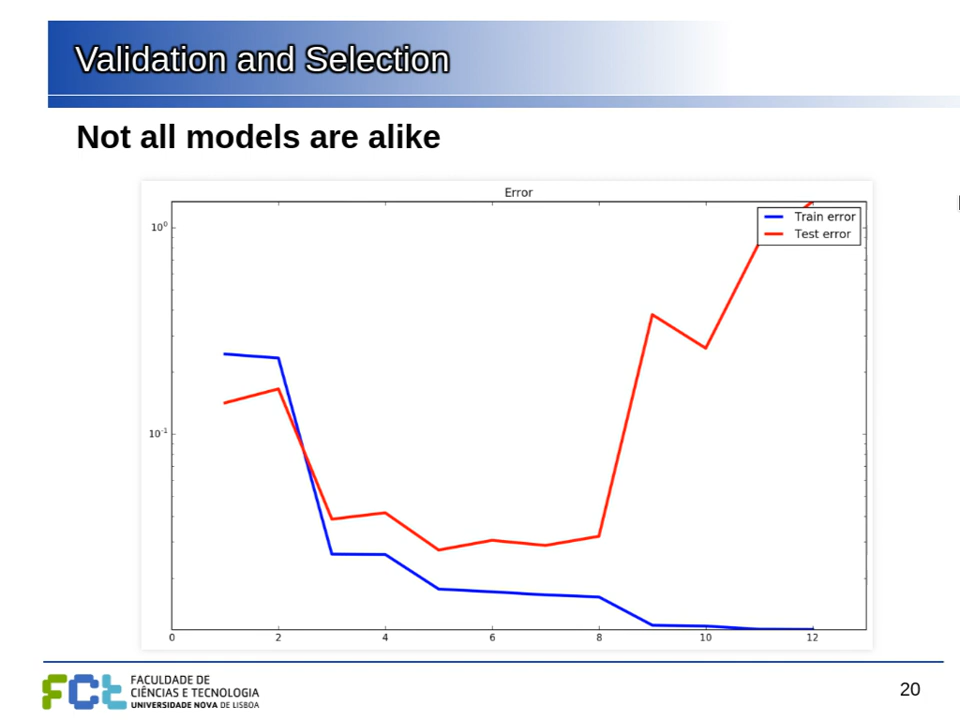 Validation and Selection
Not all models are alike
Error
Train error
Test error
10⁰
10⁻¹
0 2 4 6 8 10 12
FACULDADE DE
CIÊNCIAS E TECNOLOGIA
UNIVERSIDADE NOVA DE LISBOA
20